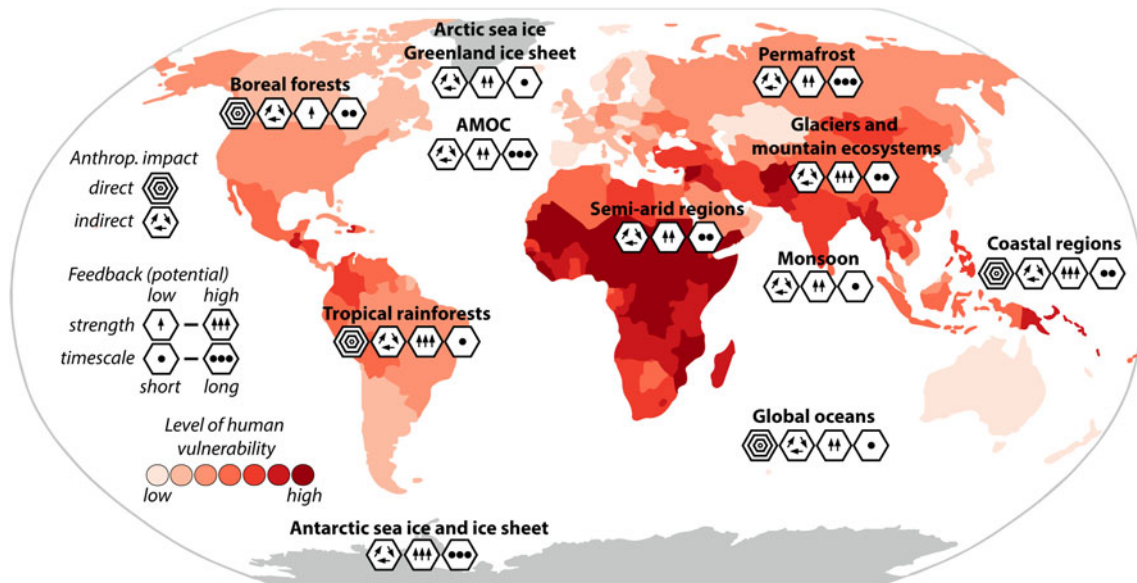 Arctic sea ice
Greenland ice sheet
Permafrost
Boreal forests
AMOC
Glaciers and
mountain ecosystems
Anthrop. impact
direct
indirect
Semi-arid regions
Monsoon
Coastal regions
Feedback (potential)
low high
strength
timescale
short long
Tropical rainforests
Global oceans
Level of human
vulnerability
low high
Antarctic sea ice and ice sheet